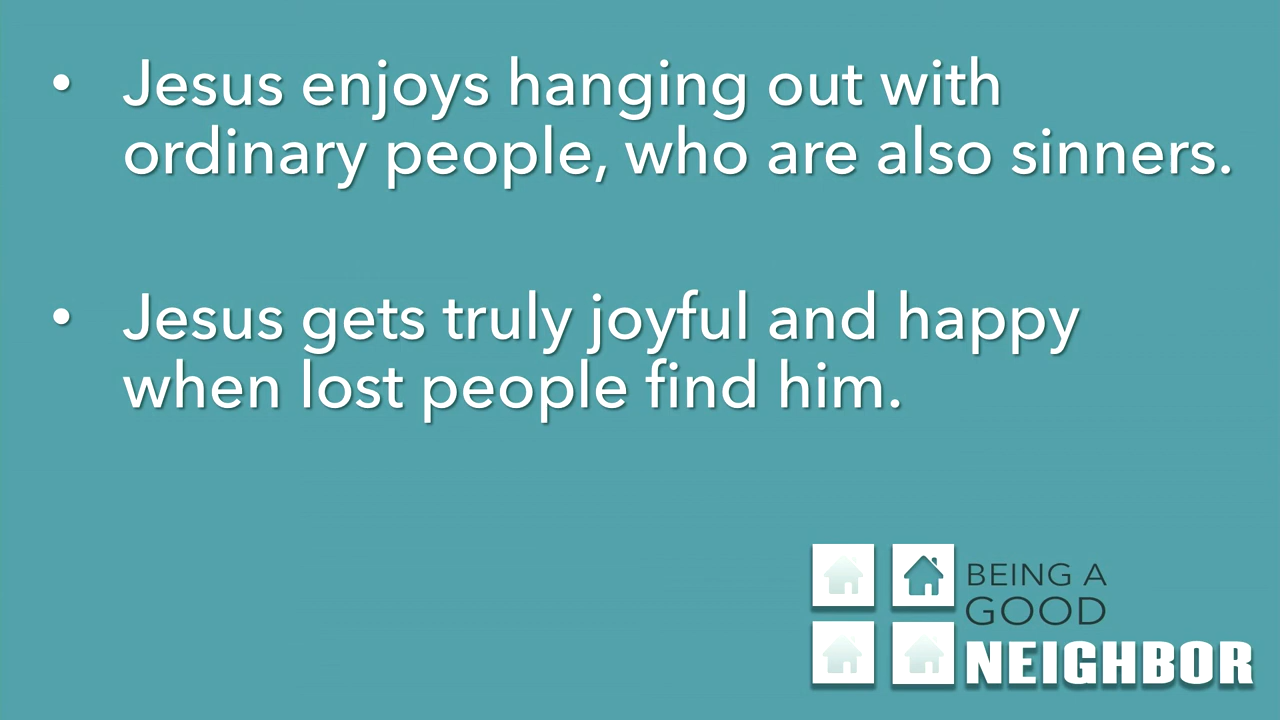 • Jesus enjoys hanging out with
ordinary people, who are also sinners.
• Jesus gets truly joyful and happy
when lost people find him.
BEING A
GOOD
NEIGHBOR